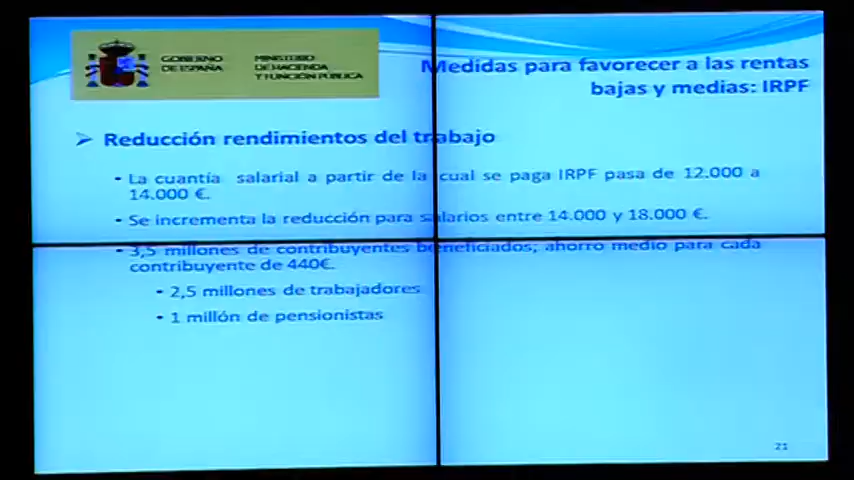 GOBIERNO
DE ESPAÑA
MINISTERIO
DE HACIENDA
Y FUNCIÓN PÚBLICA
Medidas para favorecer a las rentas
bajas y medias: IRPF
Reducción rendimientos del trabajo
• La cuantía salarial a partir de la cual se paga IRPF pasa de 12.000 a
14.000 €.
• Se incrementa la reducción para salarios entre 14.000 y 18.000 €.
• 3,5 millones de contribuyentes beneficiados; ahorro medio para cada
contribuyente de 440€.
• 2,5 millones de trabajadores
• 1 millón de pensionistas
21